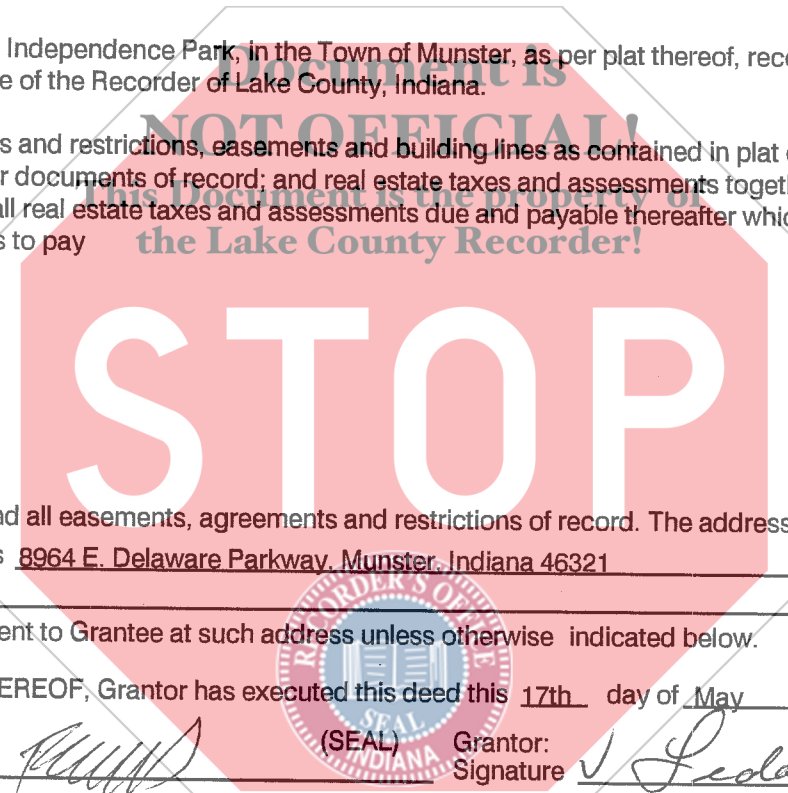 Independence Park, in the Town of Munster, as per plat thereof, rec
e of the Recorder of Lake County, Indiana.
Document is
NOT OFFICIAL!
s and restrictions, easements and building lines as contained in plat
r documents of record; and real estate taxes and assessments toget
This Document is the property of
all real estate taxes and assessments due and payable thereafter whi
s to pay
the Lake County Recorder!
STOP
nd all easements, agreements and restrictions of record. The address
s 8964 E. Delaware Parkway, Munster, Indiana 46321
ent to Grantee at such address unless otherwise indicated below.
EREOF, Grantor has executed this deed this 17th day of May
(SEAL) Grantor:
Signature
RECORDER'S OFFICE
SEAL
INDIANA